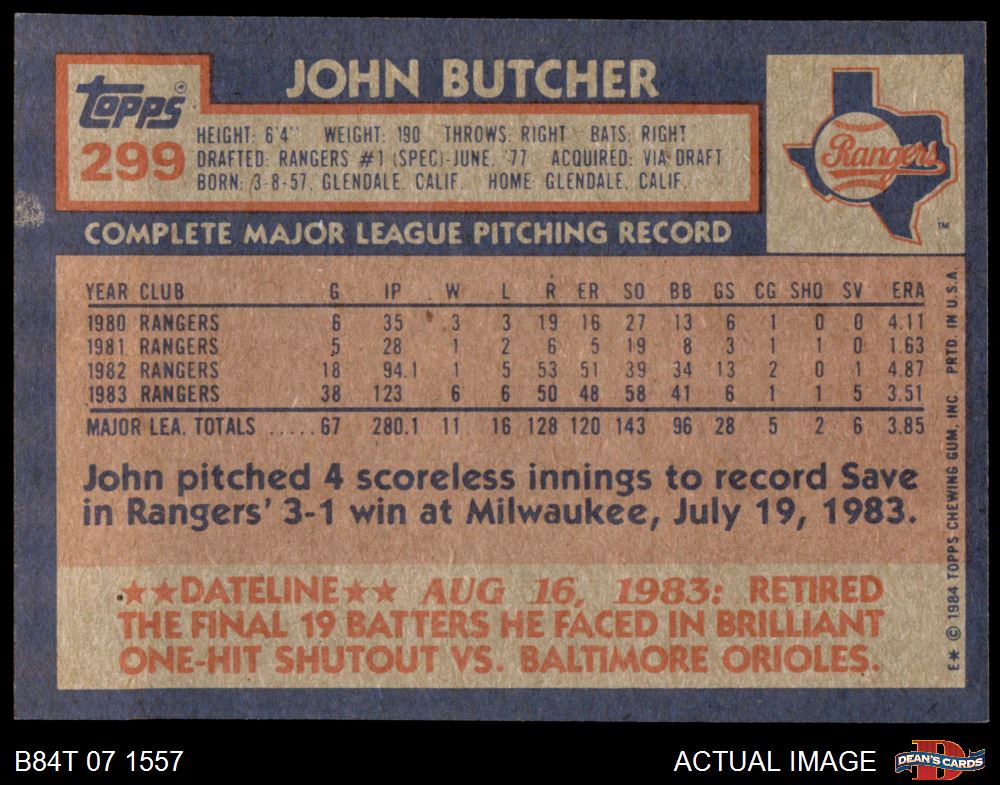 JOHN BUTCHER
Topps®
299
HEIGHT: 6'4" WEIGHT: 190 THROWS: RIGHT BATS: RIGHT
DRAFTED: RANGERS #1 (SPEC)-JUNE, '77 ACQUIRED: VIA DRAFT
BORN: 3-8-57, GLENDALE, CALIF. HOME: GLENDALE, CALIF.
Rangers
TM
COMPLETE MAJOR LEAGUE PITCHING RECORD
YEAR CLUB G IP W L R ER SO BB GS CG SHO SV ERA
1980 RANGERS 6 35 3 3 19 16 27 13 6 1 0 0 4.11
1981 RANGERS 5 28 1 2 6 5 19 8 3 1 1 0 1.63
1982 RANGERS 18 94.1 1 5 53 51 39 34 13 2 0 1 4.87
1983 RANGERS 38 123 6 6 50 48 58 41 6 1 1 5 3.51
MAJOR LEA. TOTALS .....67 280.1 11 16 128 120 143 96 28 5 2 6 3.85
John pitched 4 scoreless innings to record Save
in Rangers' 3-1 win at Milwaukee, July 19, 1983.
★★DATELINE★★ AUG 16, 1983: RETIRED
THE FINAL 19 BATTERS HE FACED IN BRILLIANT
ONE-HIT SHUTOUT VS. BALTIMORE ORIOLES.
E★ © 1984 TOPPS CHEWING GUM, INC. PRTD. IN U.S.A.
B84T 07 1557
ACTUAL IMAGE
D
DEAN'S CARDS